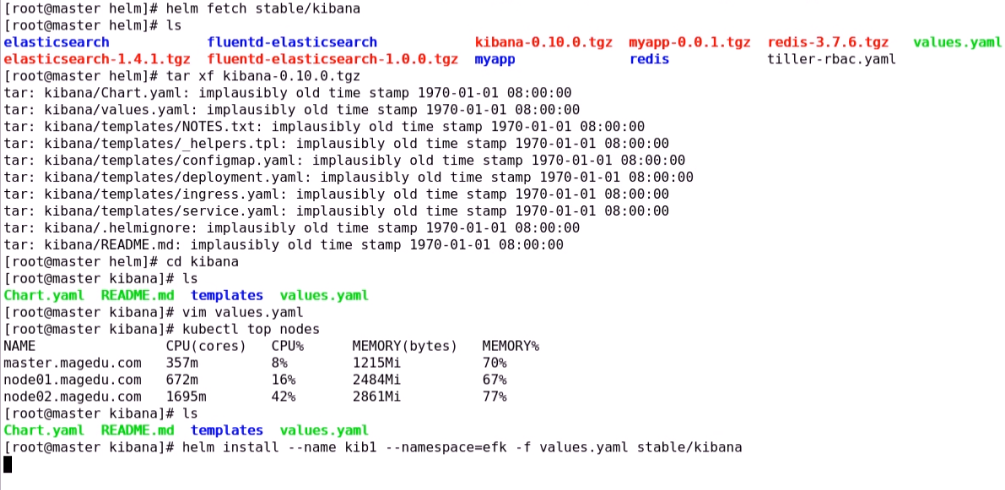 [root@master helm]# helm fetch stable/kibana
[root@master helm]# ls
elasticsearch            fluentd-elasticsearch            kibana-0.10.0.tgz  myapp-0.0.1.tgz  redis-3.7.6.tgz   values.yaml
elasticsearch-1.4.1.tgz  fluentd-elasticsearch-1.0.0.tgz  myapp              redis            tiller-rbac.yaml
[root@master helm]# tar xf kibana-0.10.0.tgz
tar: kibana/Chart.yaml: implausibly old time stamp 1970-01-01 08:00:00
tar: kibana/values.yaml: implausibly old time stamp 1970-01-01 08:00:00
tar: kibana/templates/NOTES.txt: implausibly old time stamp 1970-01-01 08:00:00
tar: kibana/templates/_helpers.tpl: implausibly old time stamp 1970-01-01 08:00:00
tar: kibana/templates/configmap.yaml: implausibly old time stamp 1970-01-01 08:00:00
tar: kibana/templates/deployment.yaml: implausibly old time stamp 1970-01-01 08:00:00
tar: kibana/templates/ingress.yaml: implausibly old time stamp 1970-01-01 08:00:00
tar: kibana/templates/service.yaml: implausibly old time stamp 1970-01-01 08:00:00
tar: kibana/.helmignore: implausibly old time stamp 1970-01-01 08:00:00
tar: kibana/README.md: implausibly old time stamp 1970-01-01 08:00:00
[root@master helm]# cd kibana
[root@master kibana]# ls
Chart.yaml  README.md  templates  values.yaml
[root@master kibana]# vim values.yaml
[root@master kibana]# kubectl top nodes
NAME                CPU(cores)   CPU%      MEMORY(bytes)   MEMORY%
master.magedu.com   357m         8%        1215Mi          70%
node01.magedu.com   672m         16%       2484Mi          67%
node02.magedu.com   1695m        42%       2861Mi          77%
[root@master kibana]# ls
Chart.yaml  README.md  templates  values.yaml
[root@master kibana]# helm install --name kib1 --namespace=efk -f values.yaml stable/kibana